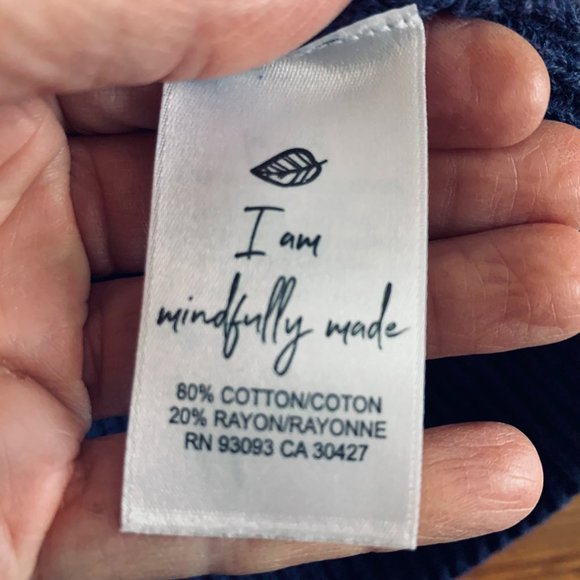 I am
mindfully made
80% COTTON/COTON
20% RAYON/RAYONNE
RN 93093 CA 30427